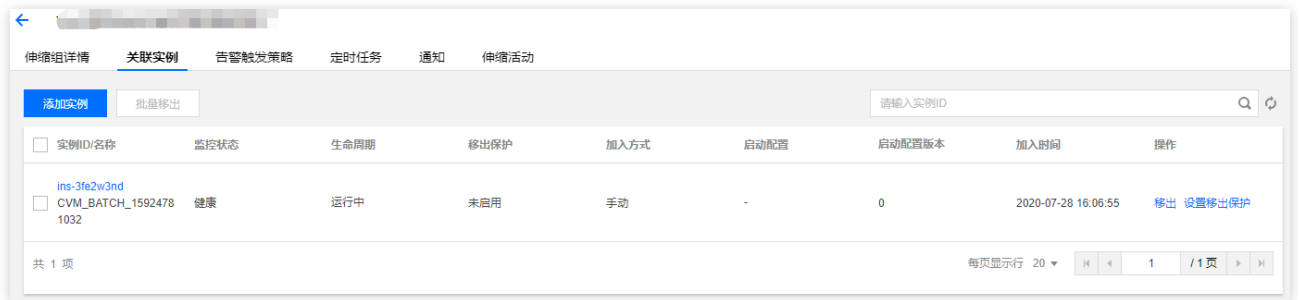 伸缩组详情 关联实例 告警触发策略 定时任务 通知 伸缩活动
添加实例 批量移出 请输入实例ID
实例ID/名称 监控状态 生命周期 移出保护 加入方式 启动配置 启动配置版本 加入时间 操作
ins-3fe2w3nd
CVM_BATCH_1592478 健康 运行中 未启用 手动 - 0 2020-07-28 16:06:55 移出 设置移出保护
1032
共 1 项 每页显示行 20 1 / 1 页